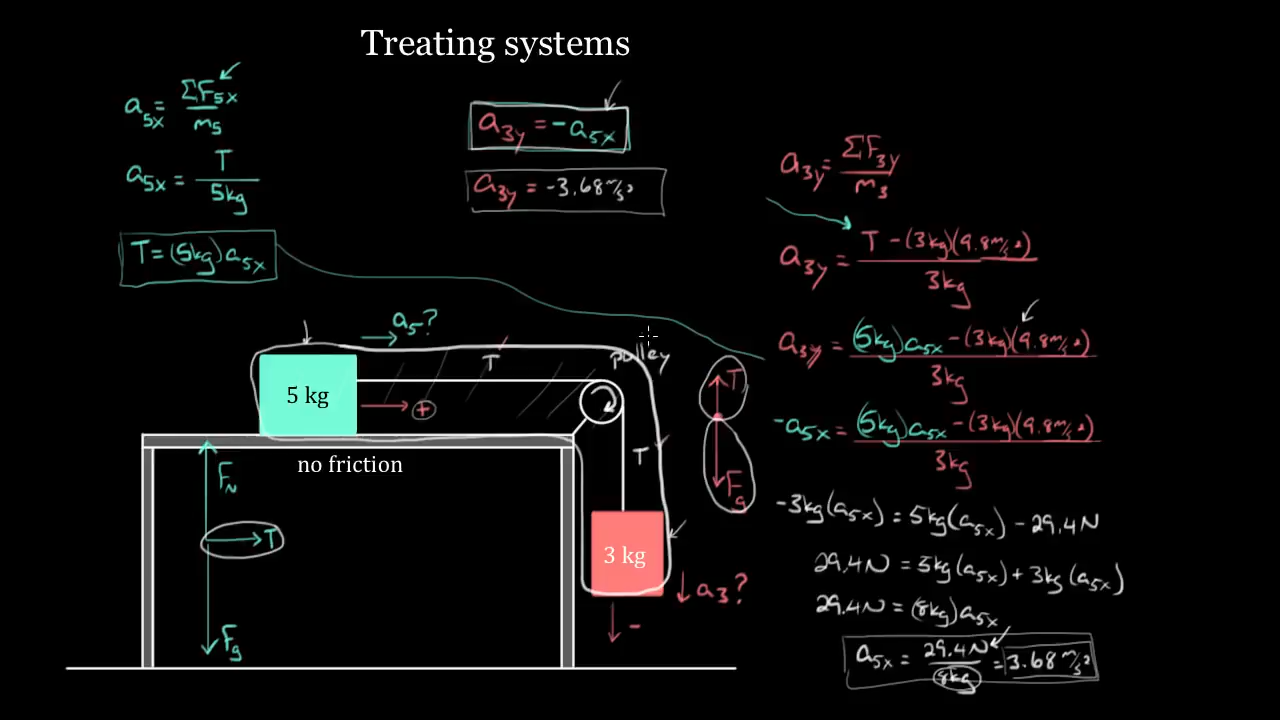 Treating systems
a5x = ΣF5x / m5
a5x = T / 5kg
T = (5kg) a5x
a3y = -a5x
a3y = -3.68 m/s²
a3y = ΣF3y / m3
a3y = T - (3kg)(9.8 m/s²) / 3kg
a3y = (5kg) a5x - (3kg)(9.8 m/s²) / 3kg
-a5x = (5kg) a5x - (3kg)(9.8 m/s²) / 3kg
-3kg(a5x) = 5kg(a5x) - 29.4N
29.4N = 5kg(a5x) + 3kg(a5x)
29.4N = (8kg) a5x
a5x = 29.4N / 8kg = 3.68 m/s²
a5?
T
pulley
5 kg
+
T
no friction
T
Fg
3 kg
a3?
-
FN
T
Fg